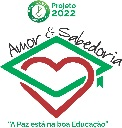 Projeto
2022
Amor & Sabedoria
"A Paz está na boa Educação"